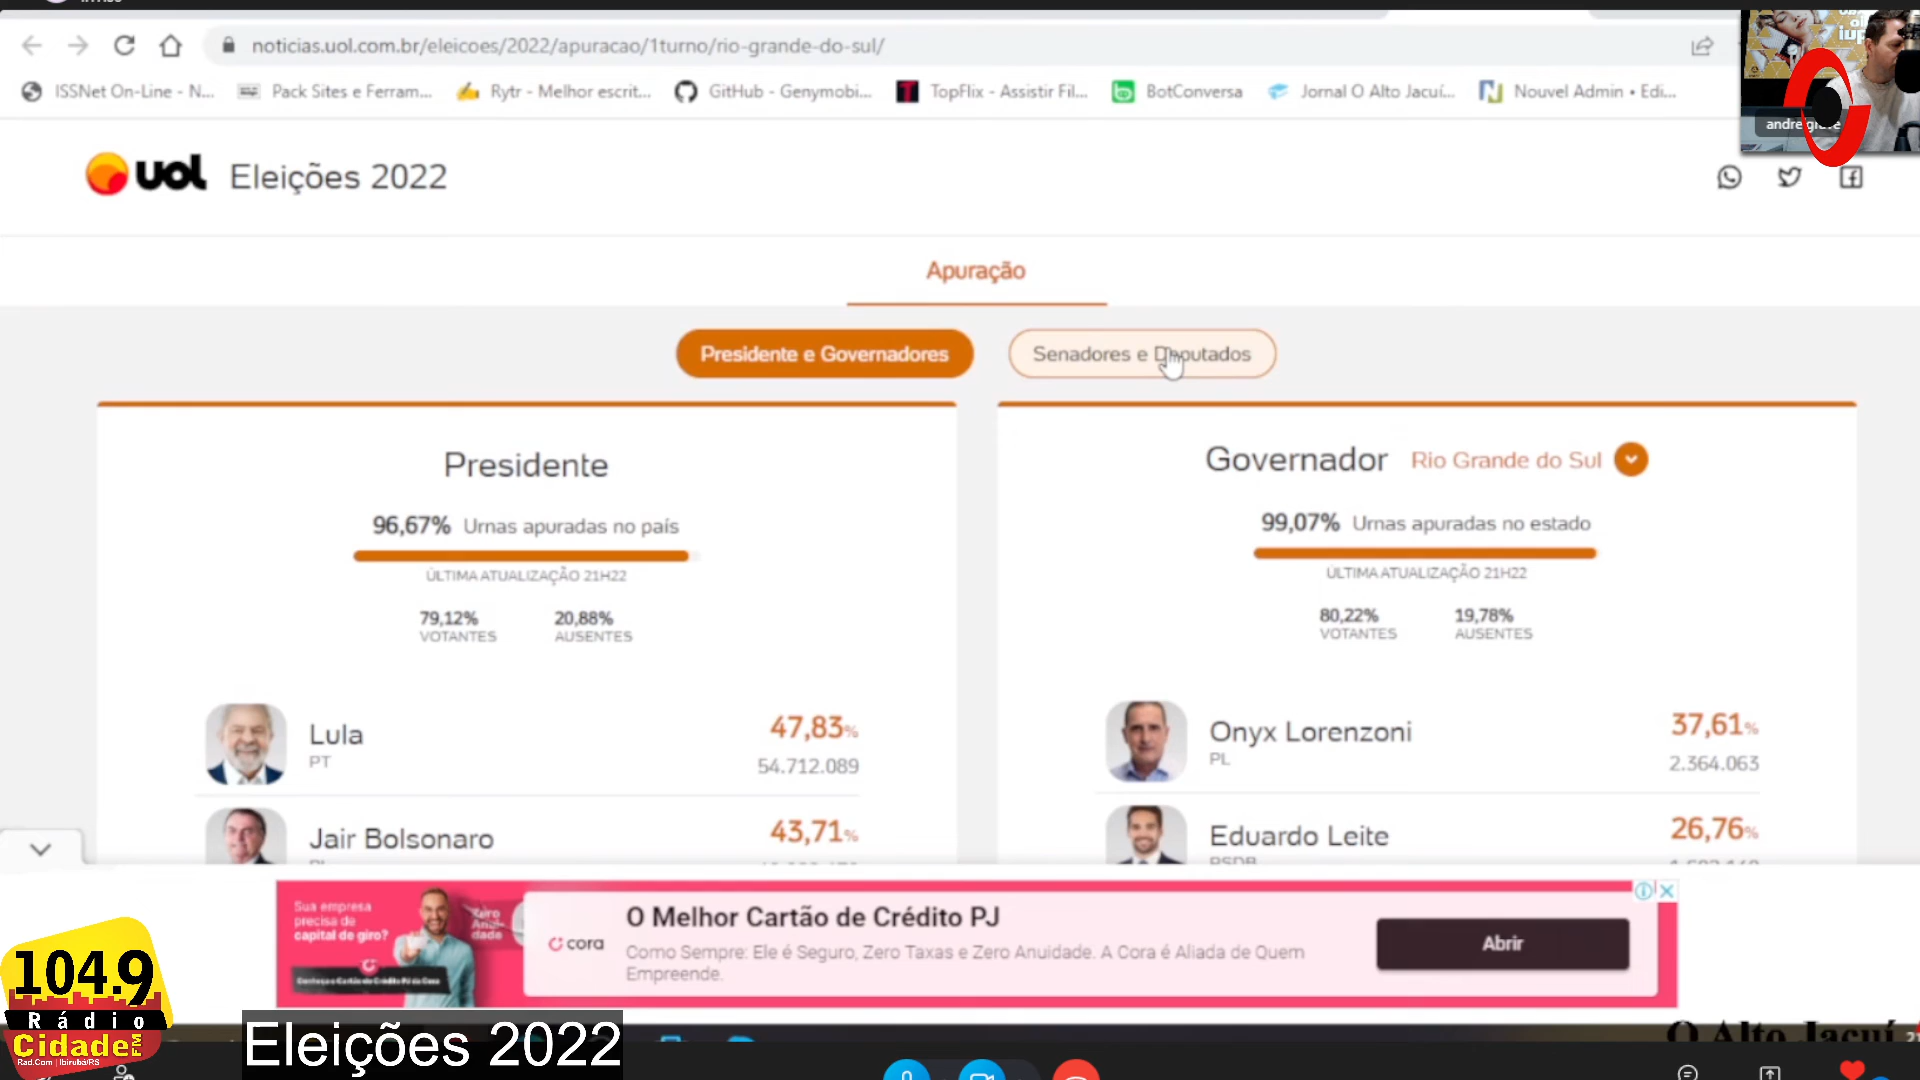 noticias.uol.com.br/eleicoes/2022/apuracao/1turno/rio-grande-do-sul/
ISSNet On-Line - N... Pack Sites e Ferram... Rytr - Melhor escrit... GitHub - Genymobi... TopFlix - Assistir Fil... BotConversa Jornal O Alto Jacuí... Nouvel Admin • Edi...
uol Eleições 2022
Apuração
Presidente e Governadores
Senadores e Deputados
Presidente
96,67% Urnas apuradas no país
ÚLTIMA ATUALIZAÇÃO 21H22
79,12% 20,88%
VOTANTES AUSENTES
Lula 47,83%
PT 54.712.089
Jair Bolsonaro 43,71%
Governador Rio Grande do Sul
99,07% Urnas apuradas no estado
ÚLTIMA ATUALIZAÇÃO 21H22
80,22% 19,78%
VOTANTES AUSENTES
Onyx Lorenzoni 37,61%
PL 2.364.063
Eduardo Leite 26,76%
PSDB
Sua empresa
precisa de
capital de giro?
cora
O Melhor Cartão de Crédito PJ
Como Sempre: Ele é Seguro, Zero Taxas e Zero Anuidade. A Cora é Aliada de Quem
Empreende.
Abrir
104.9
Rádio
Cidade FM
Rad.Com | Ibirubá/RS
Eleições 2022
O Alto Jacuí